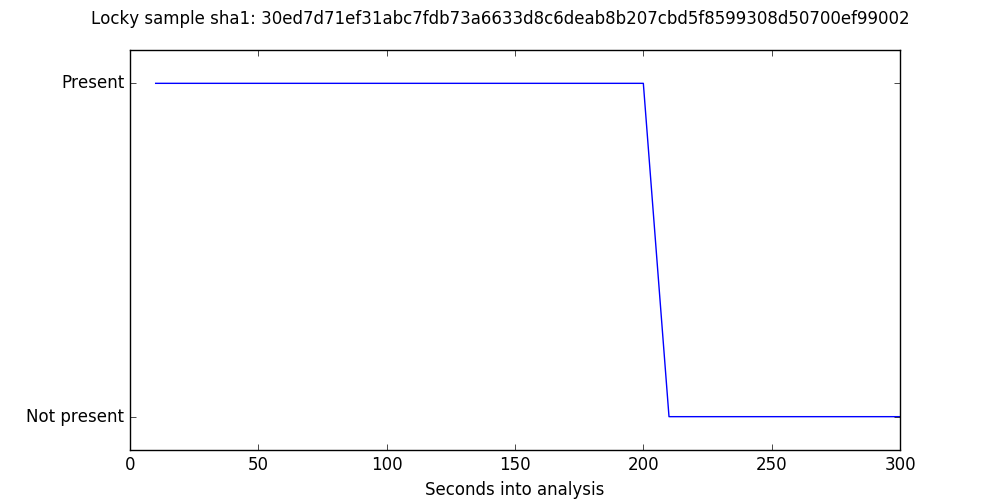 Locky sample sha1: 30ed7d71ef31abc7fdb73a6633d8c6deab8b207cbd5f8599308d50700ef99002
Present
Not present
0 50 100 150 200 250 300
Seconds into analysis